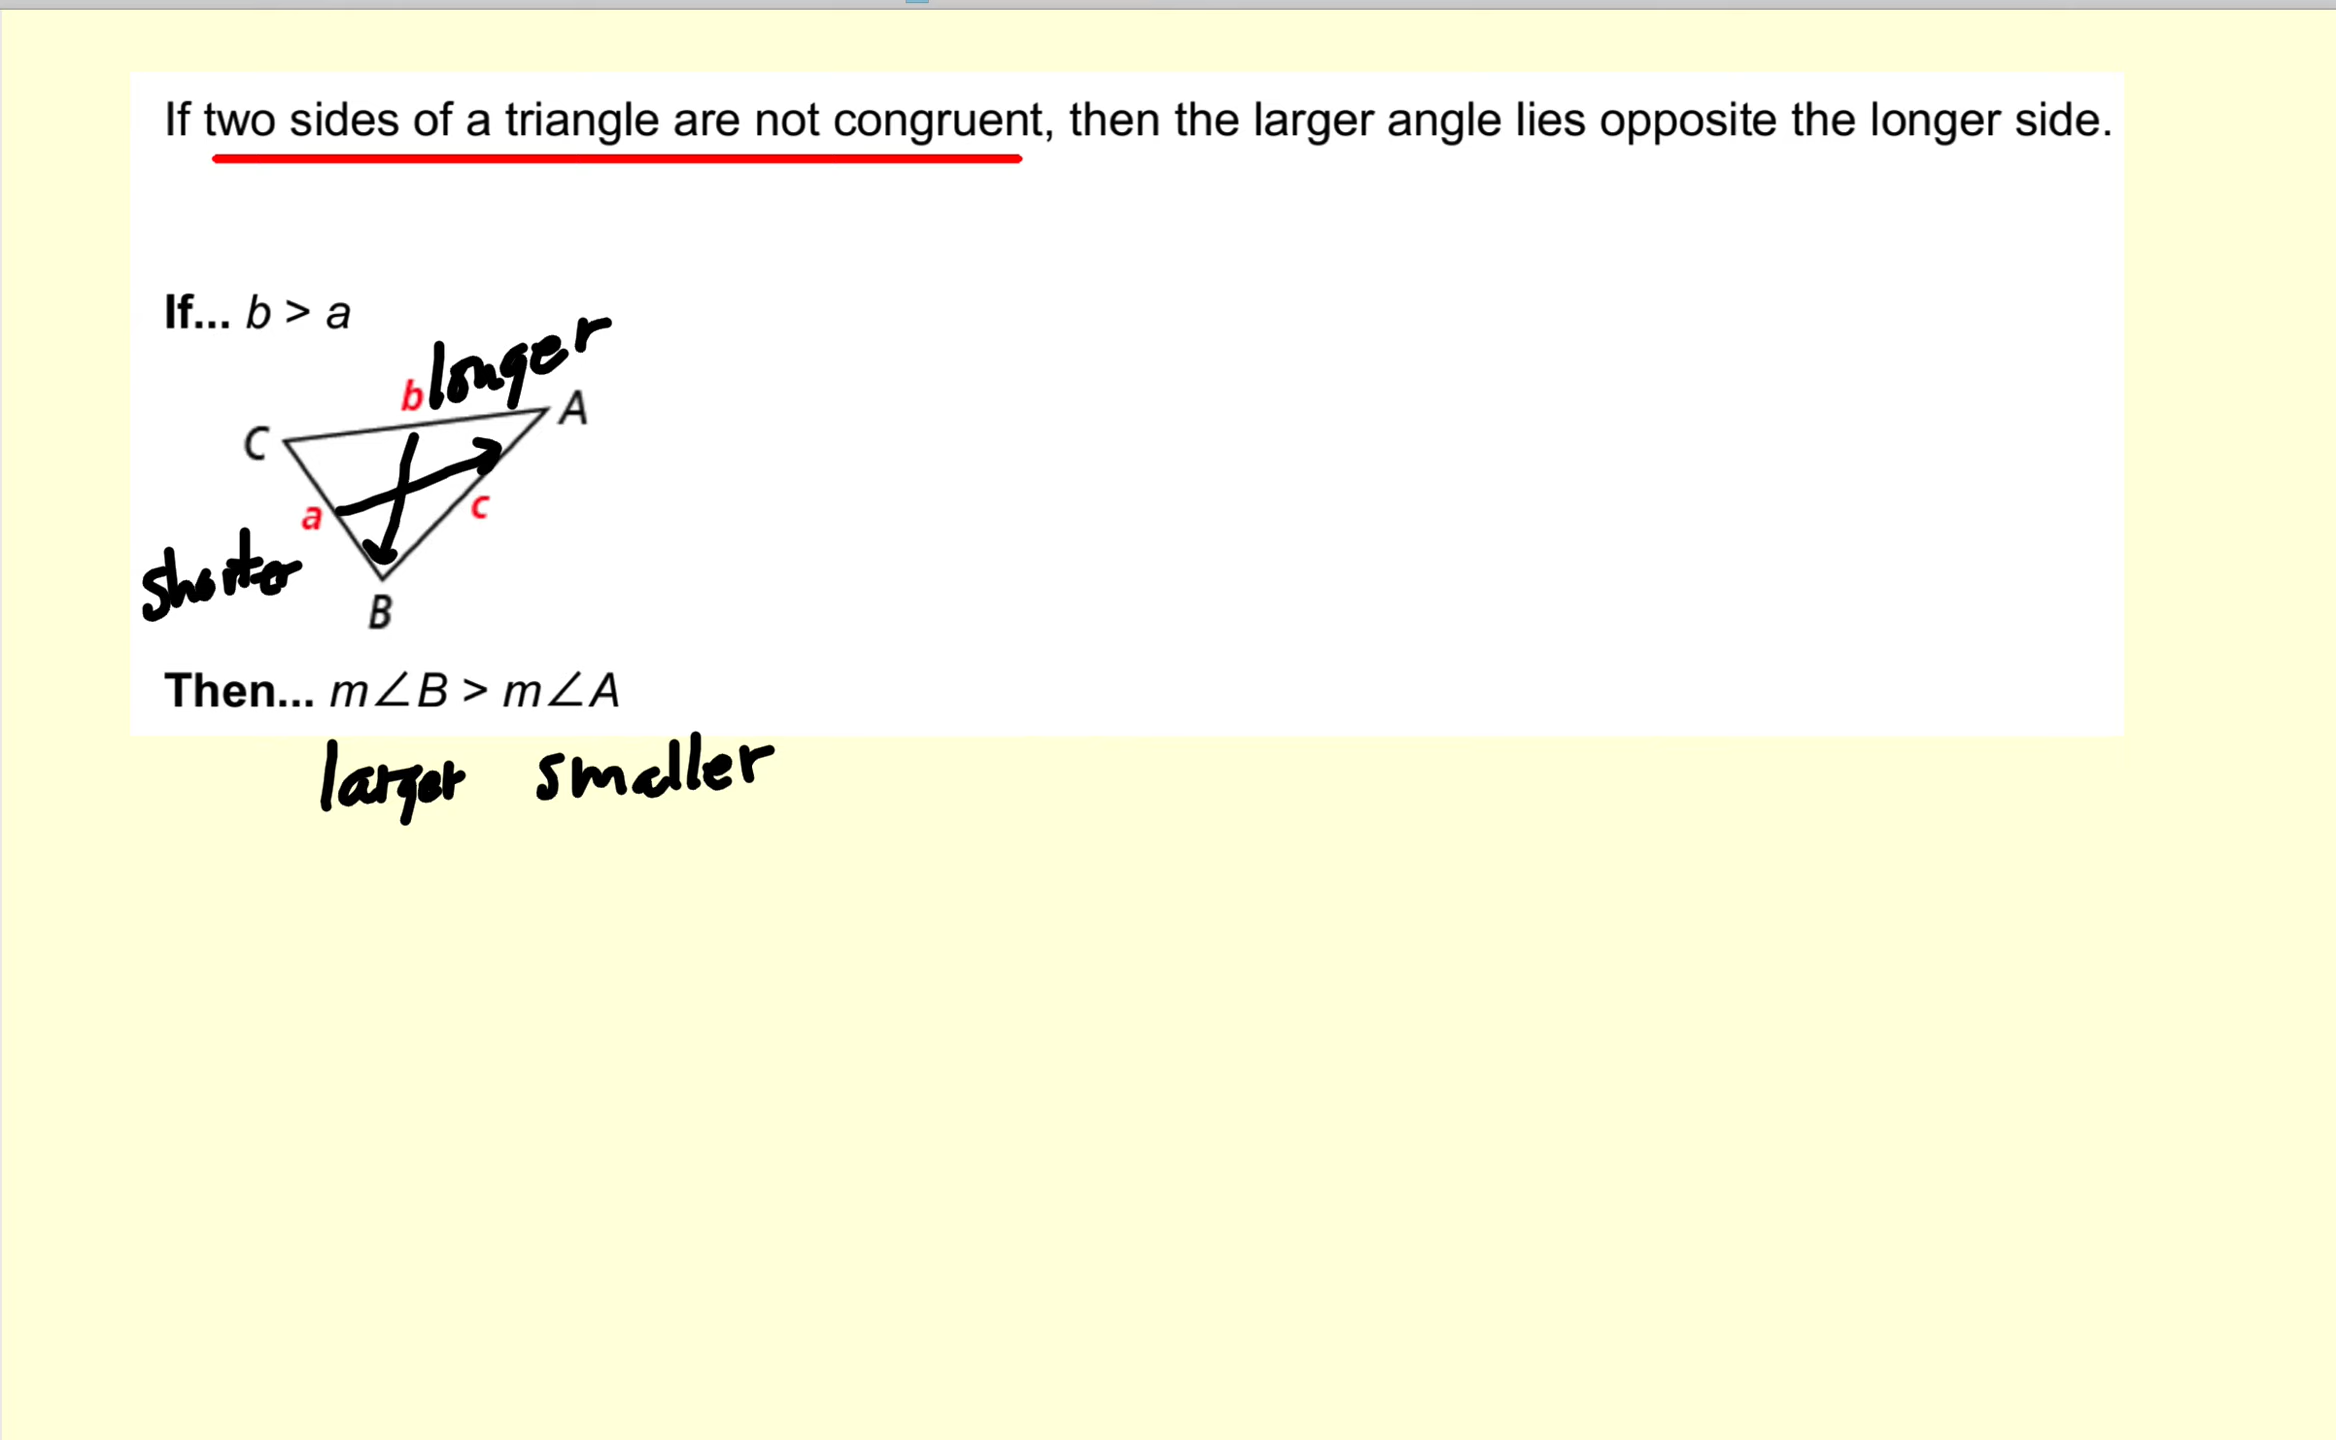 If two sides of a triangle are not congruent, then the larger angle lies opposite the longer side.
If... b > a
b longer
C A
a c
shorter
B
Then... m∠B > m∠A
larger smaller